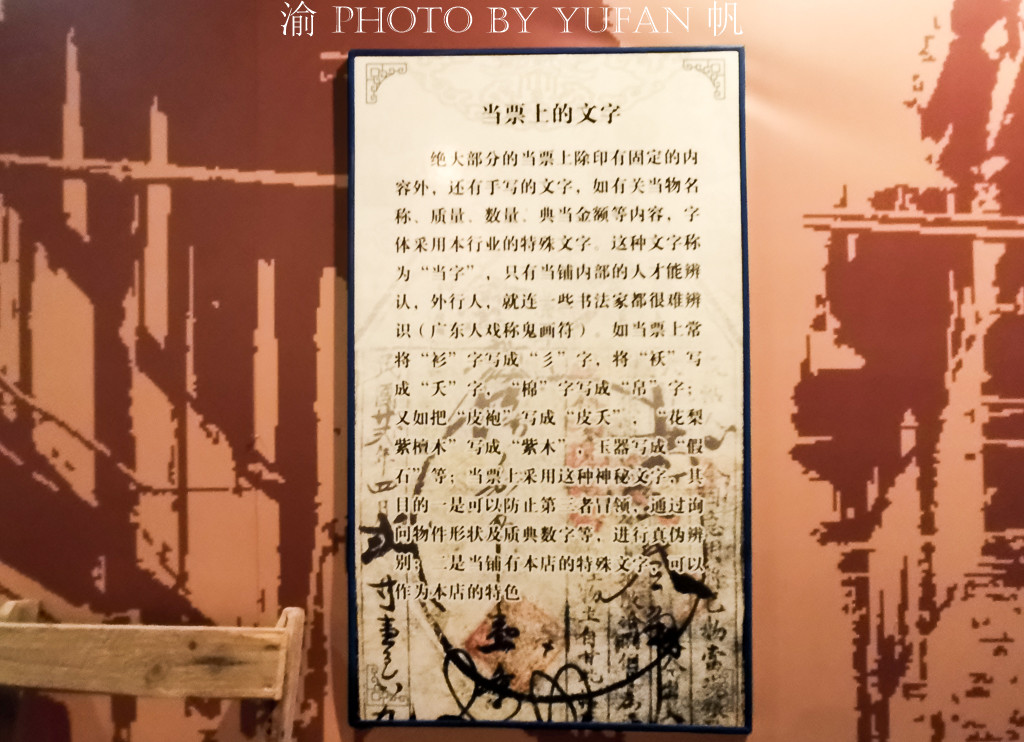 渝 PHOTO BY YUFAN 帆
当票上的文字
绝大部分的当票上除印有固定的内
容外，还有手写的文字，如有关当物名
称、质量、数量、典当金额等内容，字
体采用本行业的特殊文字。这种文字称
为“当字”，只有当铺内部的人才能辨
认，外行人，就连一些书法家都很难辨
识（广东人戏称鬼画符）。如当票上常
将“衫”字写成“彡”字，将“袄”写
成“夭”字，“棉”字写成“帛”字；
又如把“皮袍”写成“皮夭”，“花梨
紫檀木”写成“紫木”，玉器写成“假
石”等；当票上采用这种神秘文字，其
目的一是可以防止第三者冒领，通过询
问物件形状及质典数字等，进行真伪辨
别；二是当铺有本店的特殊文字，可以
作为本店的特色